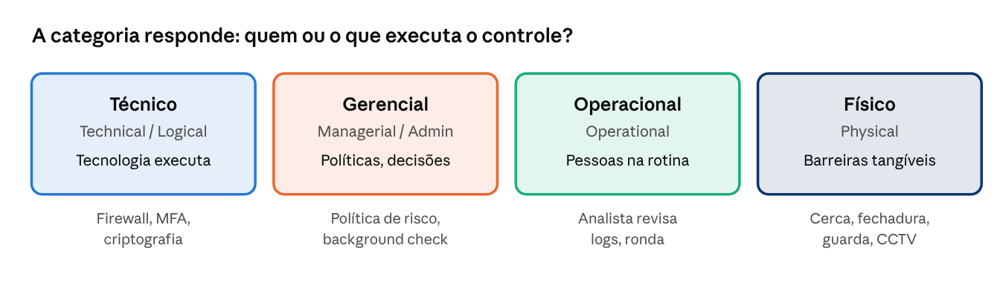 A categoria responde: quem ou o que executa o controle?
Técnico
Technical / Logical
Tecnologia executa
Firewall, MFA,
criptografia
Gerencial
Managerial / Admin
Políticas, decisões
Política de risco,
background check
Operacional
Operational
Pessoas na rotina
Analista revisa
logs, ronda
Físico
Physical
Barreiras tangíveis
Cerca, fechadura,
guarda, CCTV